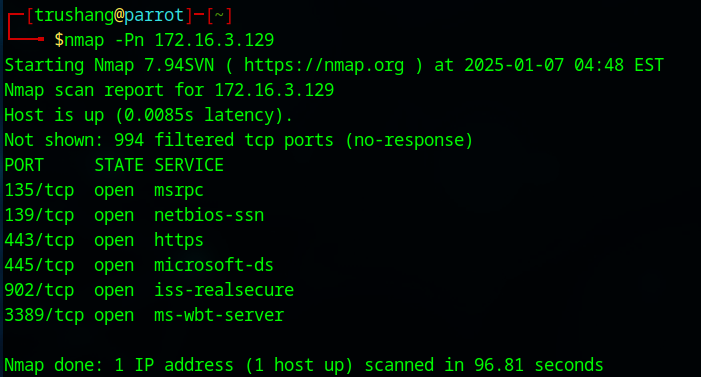 ┌─[trushang@parrot]─[~]
└──╼ $nmap -Pn 172.16.3.129
Starting Nmap 7.94SVN ( https://nmap.org ) at 2025-01-07 04:48 EST
Nmap scan report for 172.16.3.129
Host is up (0.0085s latency).
Not shown: 994 filtered tcp ports (no-response)
PORT     STATE SERVICE
135/tcp  open  msrpc
139/tcp  open  netbios-ssn
443/tcp  open  https
445/tcp  open  microsoft-ds
902/tcp  open  iss-realsecure
3389/tcp open  ms-wbt-server
Nmap done: 1 IP address (1 host up) scanned in 96.81 seconds